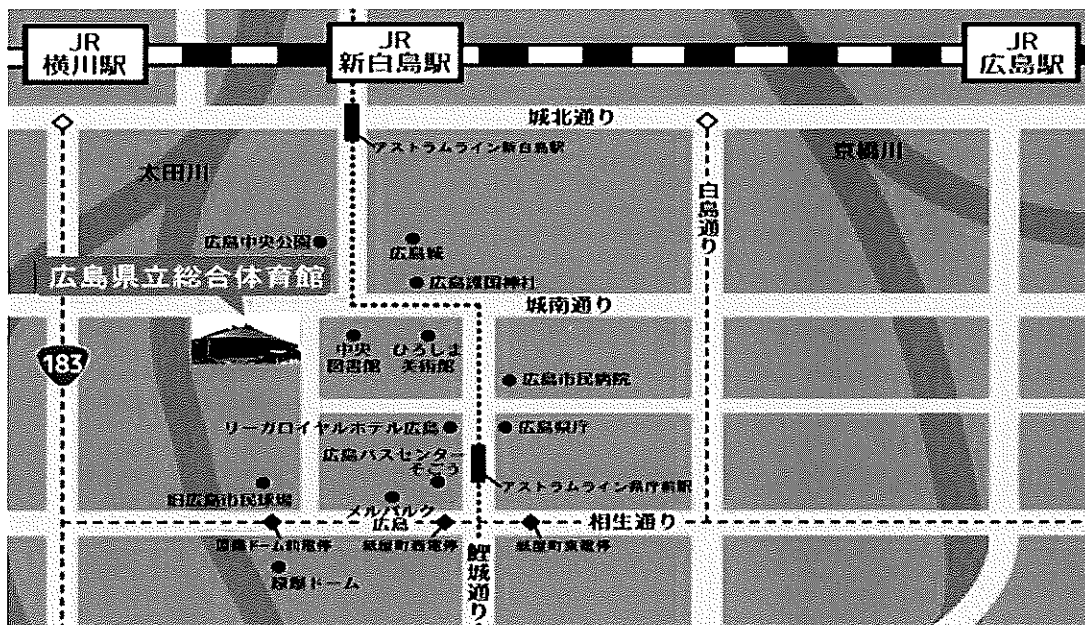 JR
横川駅
JR
新白島駅
JR
広島駅
城北通り
アストラムライン新白島駅
太田川
京橋川
白島通り
広島中央公園
広島城
広島県立総合体育館
広島護国神社
城南通り
183
中央
図書館
ひろしま
美術館
広島市民病院
リーガロイヤルホテル広島
広島県庁
広島バスセンター
そごう
アストラムライン県庁前駅
旧広島市民球場
メルパルク
広島
相生通り
原爆ドーム前電停
紙屋町西電停
紙屋町東電停
鯉城通り
原爆ドーム